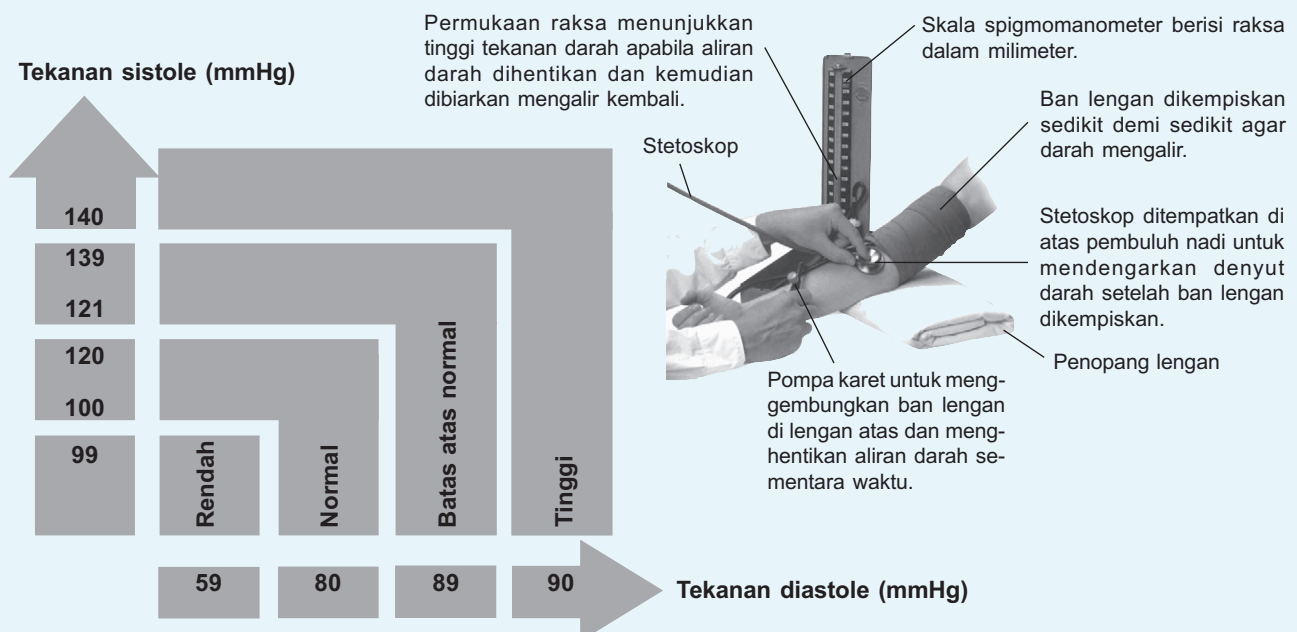 Tekanan sistole (mmHg)
140
139
121
120
100
99
Rendah
Normal
Batas atas normal
Tinggi
59
80
89
90
Tekanan diastole (mmHg)
Permukaan raksa menunjukkan
tinggi tekanan darah apabila aliran
darah dihentikan dan kemudian
dibiarkan mengalir kembali.
Skala spigmomanometer berisi raksa
dalam milimeter.
Ban lengan dikempiskan
sedikit demi sedikit agar
darah mengalir.
Stetoskop
Stetoskop ditempatkan di
atas pembuluh nadi untuk
mendengarkan denyut
darah setelah ban lengan
dikempiskan.
Penopang lengan
Pompa karet untuk meng-
gembungkan ban lengan
di lengan atas dan meng-
hentikan aliran darah se-
mentara waktu.